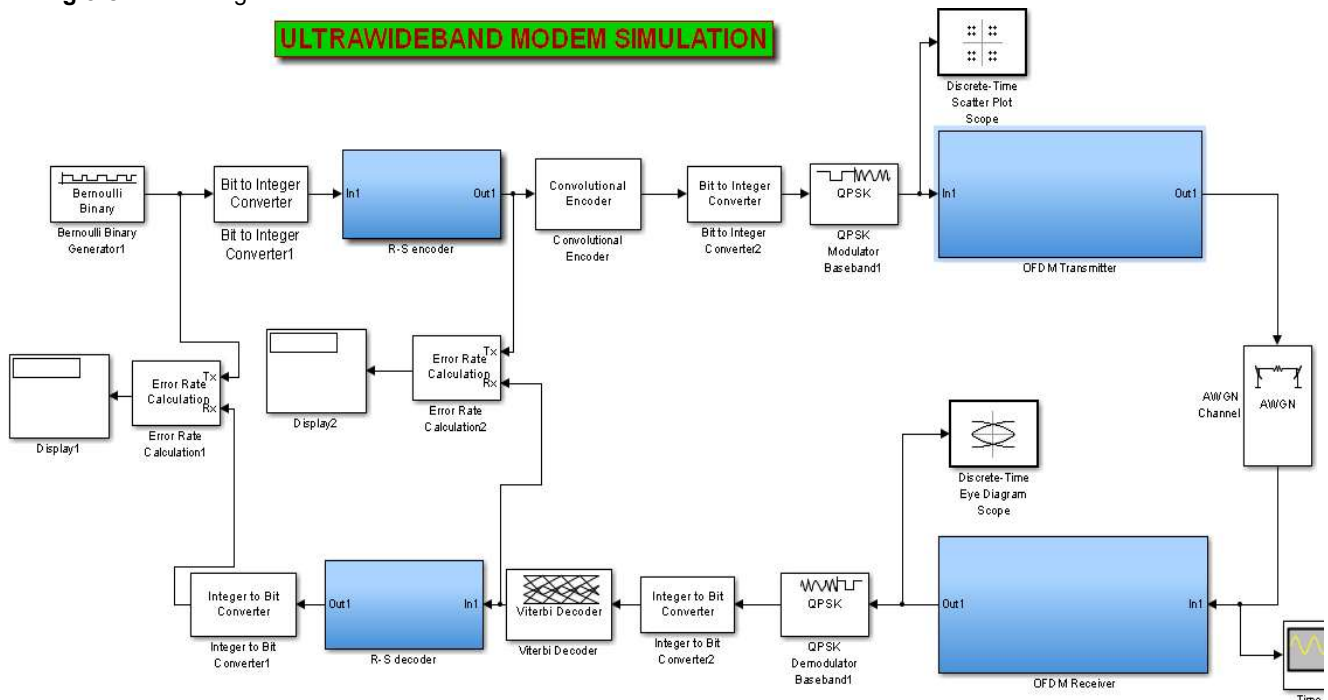 ULTRAWIDEBAND MODEM SIMULATION
Discrete-Time
Scatter Plot
Scope
Bernoulli
Binary
Bernoulli Binary
Generator1
Bit to Integer
Converter
Bit to Integer
Converter1
In1
Out1
R-S encoder
Convolutional
Encoder
Convolutional
Encoder
Bit to Integer
Converter
Bit to Integer
Converter2
QPSK
QPSK
Modulator
Baseband1
In1
Out1
OFDM Transmitter
Display1
Error Rate
Calculation
Tx
Rx
Error Rate
Calculation1
Display2
Error Rate
Calculation
Tx
Rx
Error Rate
Calculation2
AWGN
Channel
AWGN
Discrete-Time
Eye Diagram
Scope
Integer to Bit
Converter
Integer to Bit
Converter1
Out1
In1
R-S decoder
Viterbi Decoder
Viterbi Decoder
Integer to Bit
Converter
Integer to Bit
Converter2
QPSK
QPSK
Demodulator
Baseband1
Out1
In1
OFDM Receiver